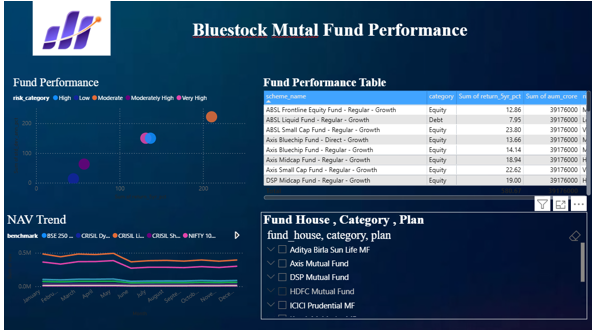 Bluestock Mutal Fund Performance
Fund Performance
risk_category High Low Moderate Moderately High Very High
200
100
0
0 100 200
Fund Performance Table
scheme_name category Sum of return_5yr_pct Sum of aum_crore
ABSL Frontline Equity Fund - Regular - Growth Equity 12.86 39176000
ABSL Liquid Fund - Regular - Growth Debt 7.95 39176000
ABSL Small Cap Fund - Regular - Growth Equity 23.80 39176000
Axis Bluechip Fund - Direct - Growth Equity 13.66 39176000
Axis Bluechip Fund - Regular - Growth Equity 14.14 39176000
Axis Midcap Fund - Regular - Growth Equity 18.94 39176000
Axis Small Cap Fund - Regular - Growth Equity 22.62 39176000
DSP Midcap Fund - Regular - Growth Equity 19.00 39176000
NAV Trend
benchmark BSE 250 ... CRISIL Dy... CRISIL Li... CRISIL Sh... NIFTY 10...
0.5M
0.0M
January Febru... March April May June July August Septe... Octob... Nove... Dece...
Fund House , Category , Plan
fund_house, category, plan
Aditya Birla Sun Life MF
Axis Mutual Fund
DSP Mutual Fund
HDFC Mutual Fund
ICICI Prudential MF